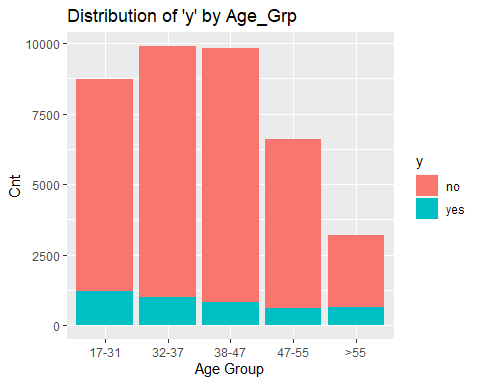 Distribution of 'y' by Age_Grp
10000
7500
5000
2500
0
Cnt
17-31
32-37
38-47
47-55
>55
Age Group
y
no
yes